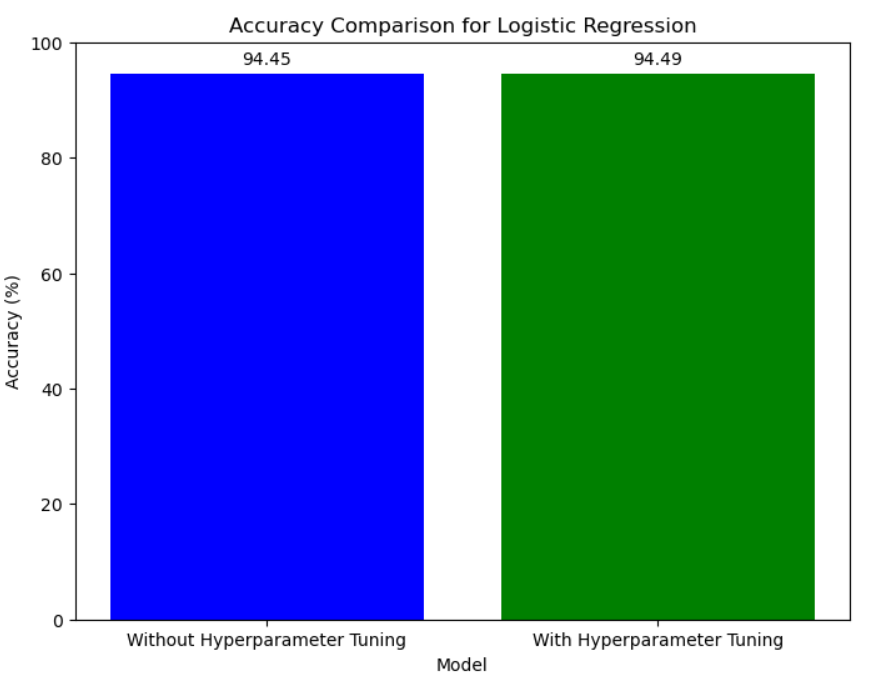 Accuracy Comparison for Logistic Regression
100
94.45
94.49
80
60
40
20
0
Accuracy (%)
Without Hyperparameter Tuning
With Hyperparameter Tuning
Model